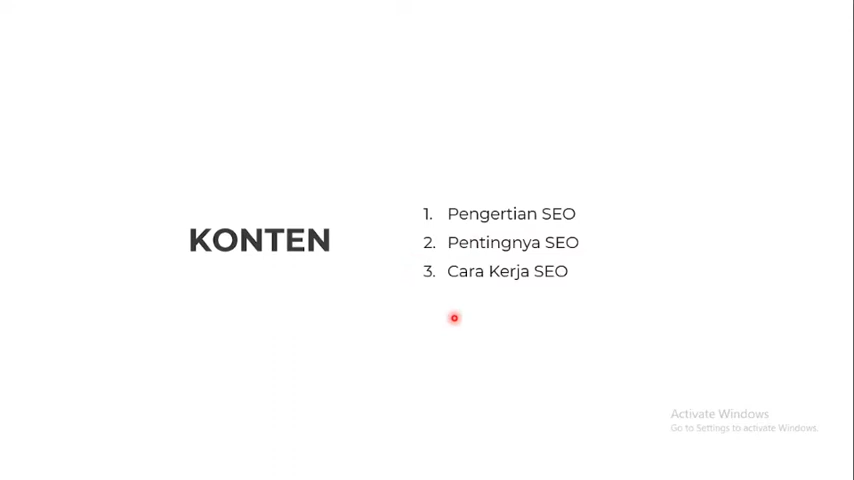 KONTEN
1. Pengertian SEO
2. Pentingnya SEO
3. Cara Kerja SEO
Activate Windows
Go to Settings to activate Windows.